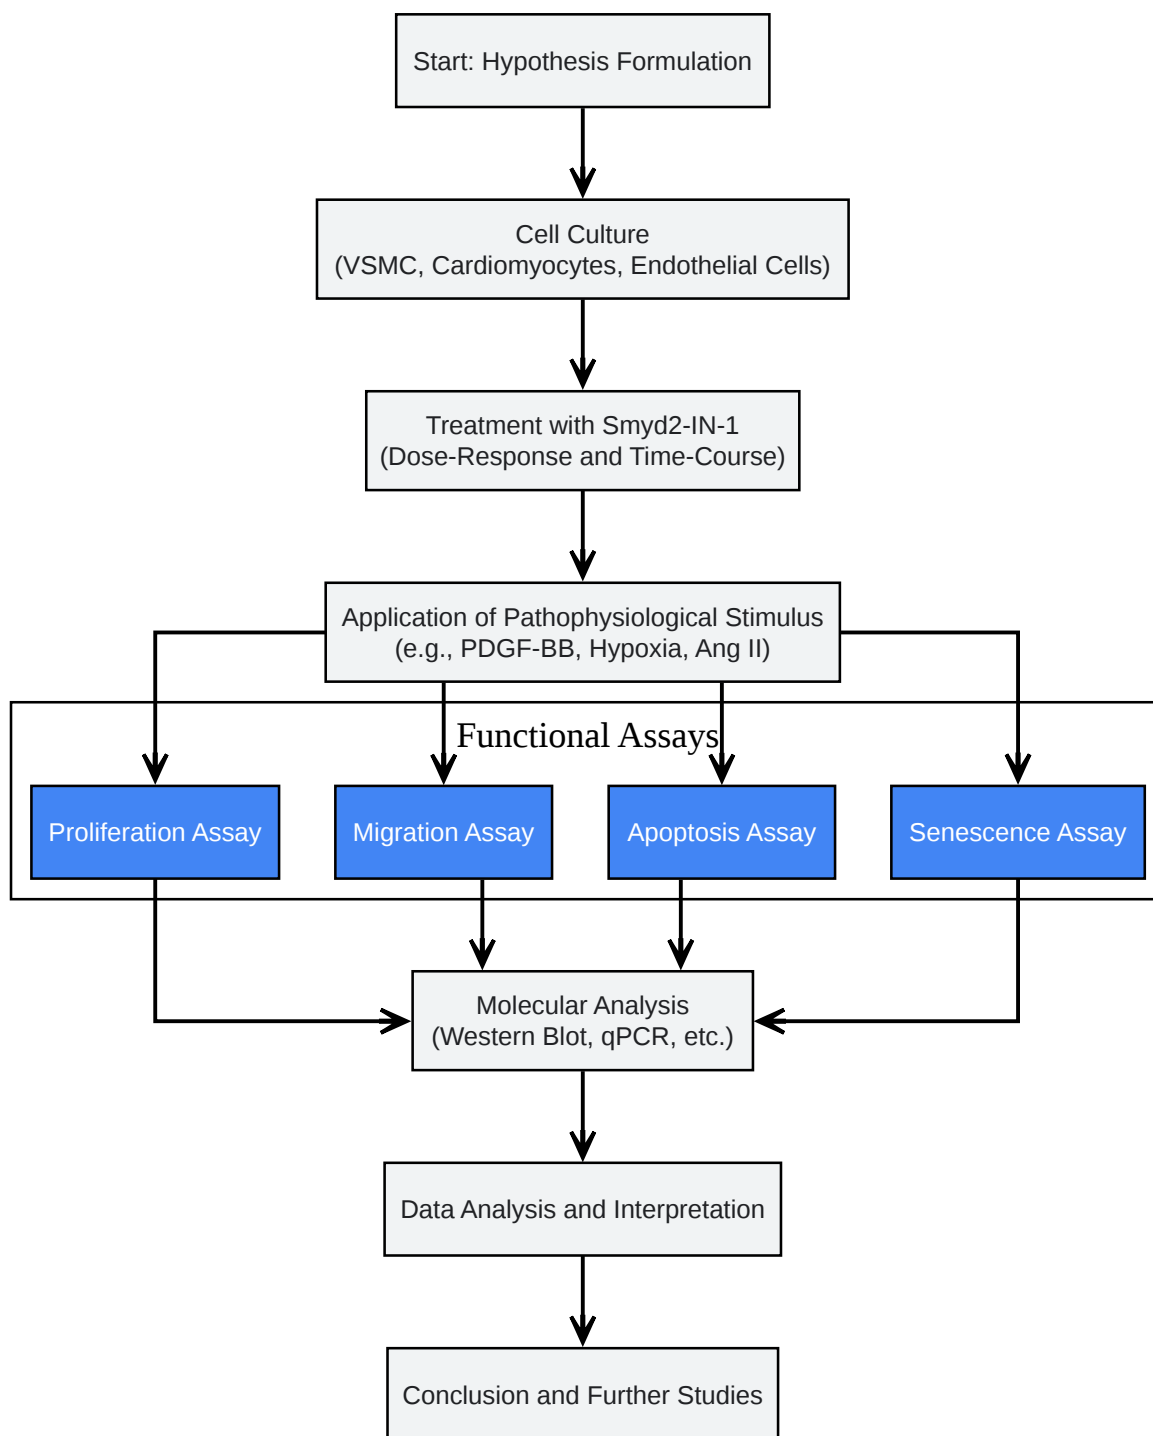 Start: Hypothesis Formulation
Cell Culture
(VSMC, Cardiomyocytes, Endothelial Cells)
Treatment with Smyd2-IN-1
(Dose-Response and Time-Course)
Application of Pathophysiological Stimulus
(e.g., PDGF-BB, Hypoxia, Ang II)
Functional Assays
Proliferation Assay
Migration Assay
Apoptosis Assay
Senescence Assay
Molecular Analysis
(Western Blot, qPCR, etc.)
Data Analysis and Interpretation
Conclusion and Further Studies